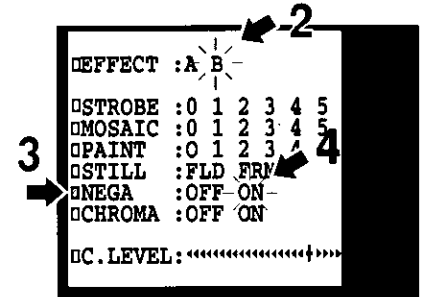 2
□EFFECT :A B
□STROBE :0 1 2 3 4 5
□MOSAIC :0 1 2 3 4 5
□PAINT :0 1 2 3 4
3 □STILL :FLD FRM 4
□NEGA :OFF ON
□CHROMA :OFF ON
□C.LEVEL: